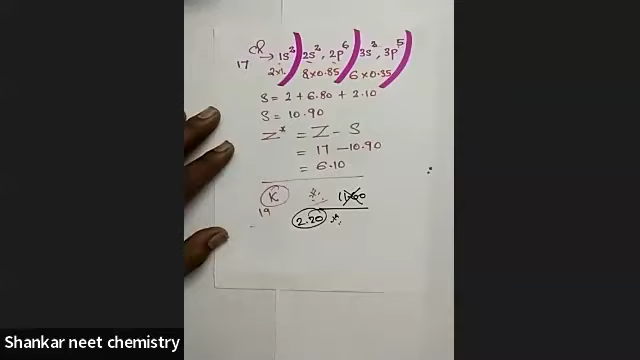 17 Cl → 1s² ) 2s², 2p⁶ ) 3s², 3p⁵ )
2×1 8×0.85 6×0.35
S = 2 + 6.80 + 2.10
S = 10.90
Z* = Z - S
= 17 - 10.90
= 6.10
K
19
2.20
Shankar neet chemistry